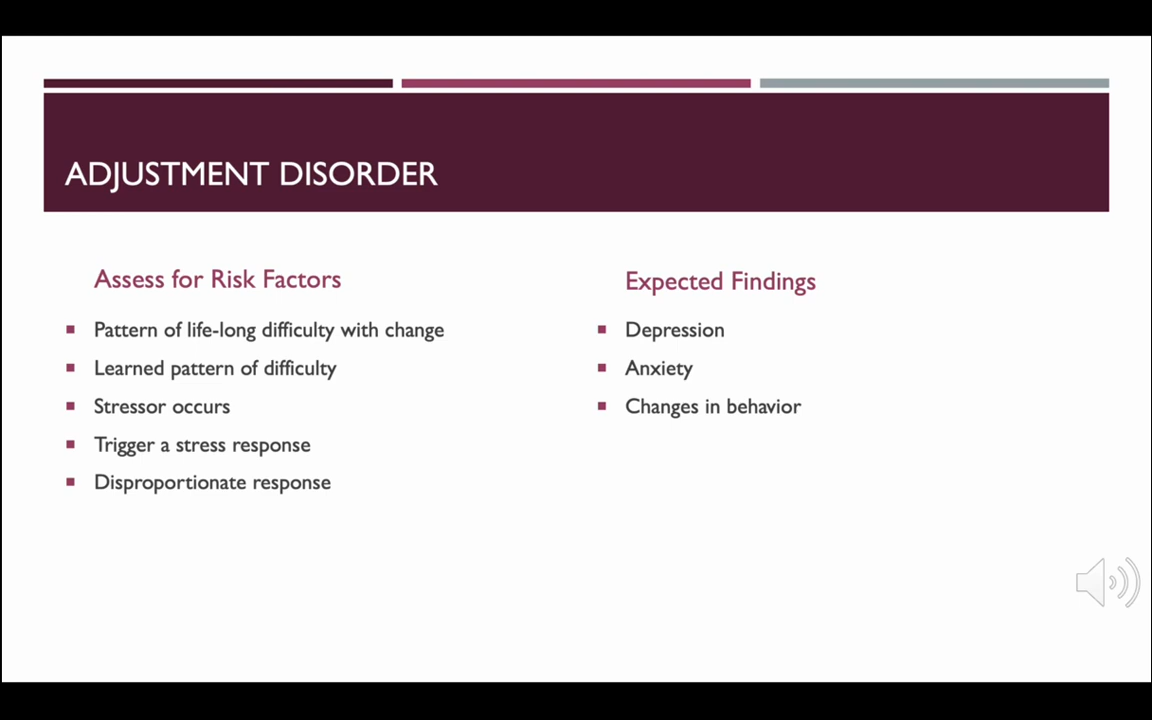 ADJUSTMENT DISORDER
Assess for Risk Factors
Pattern of life-long difficulty with change
Learned pattern of difficulty
Stressor occurs
Trigger a stress response
Disproportionate response
Expected Findings
Depression
Anxiety
Changes in behavior